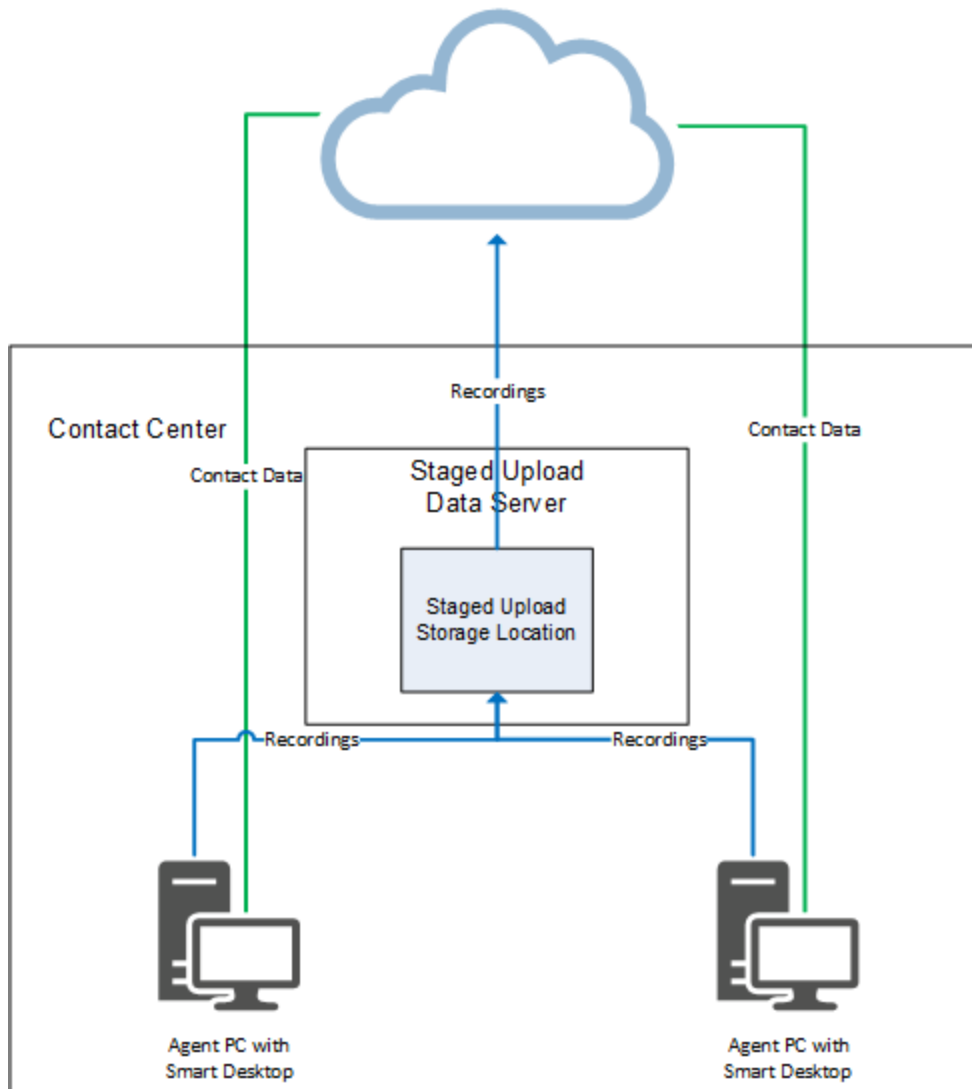 Recordings
Contact Center
Contact Data
Contact Data
Staged Upload
Data Server
Staged Upload
Storage Location
Recordings
Recordings
Agent PC with
Smart Desktop
Agent PC with
Smart Desktop